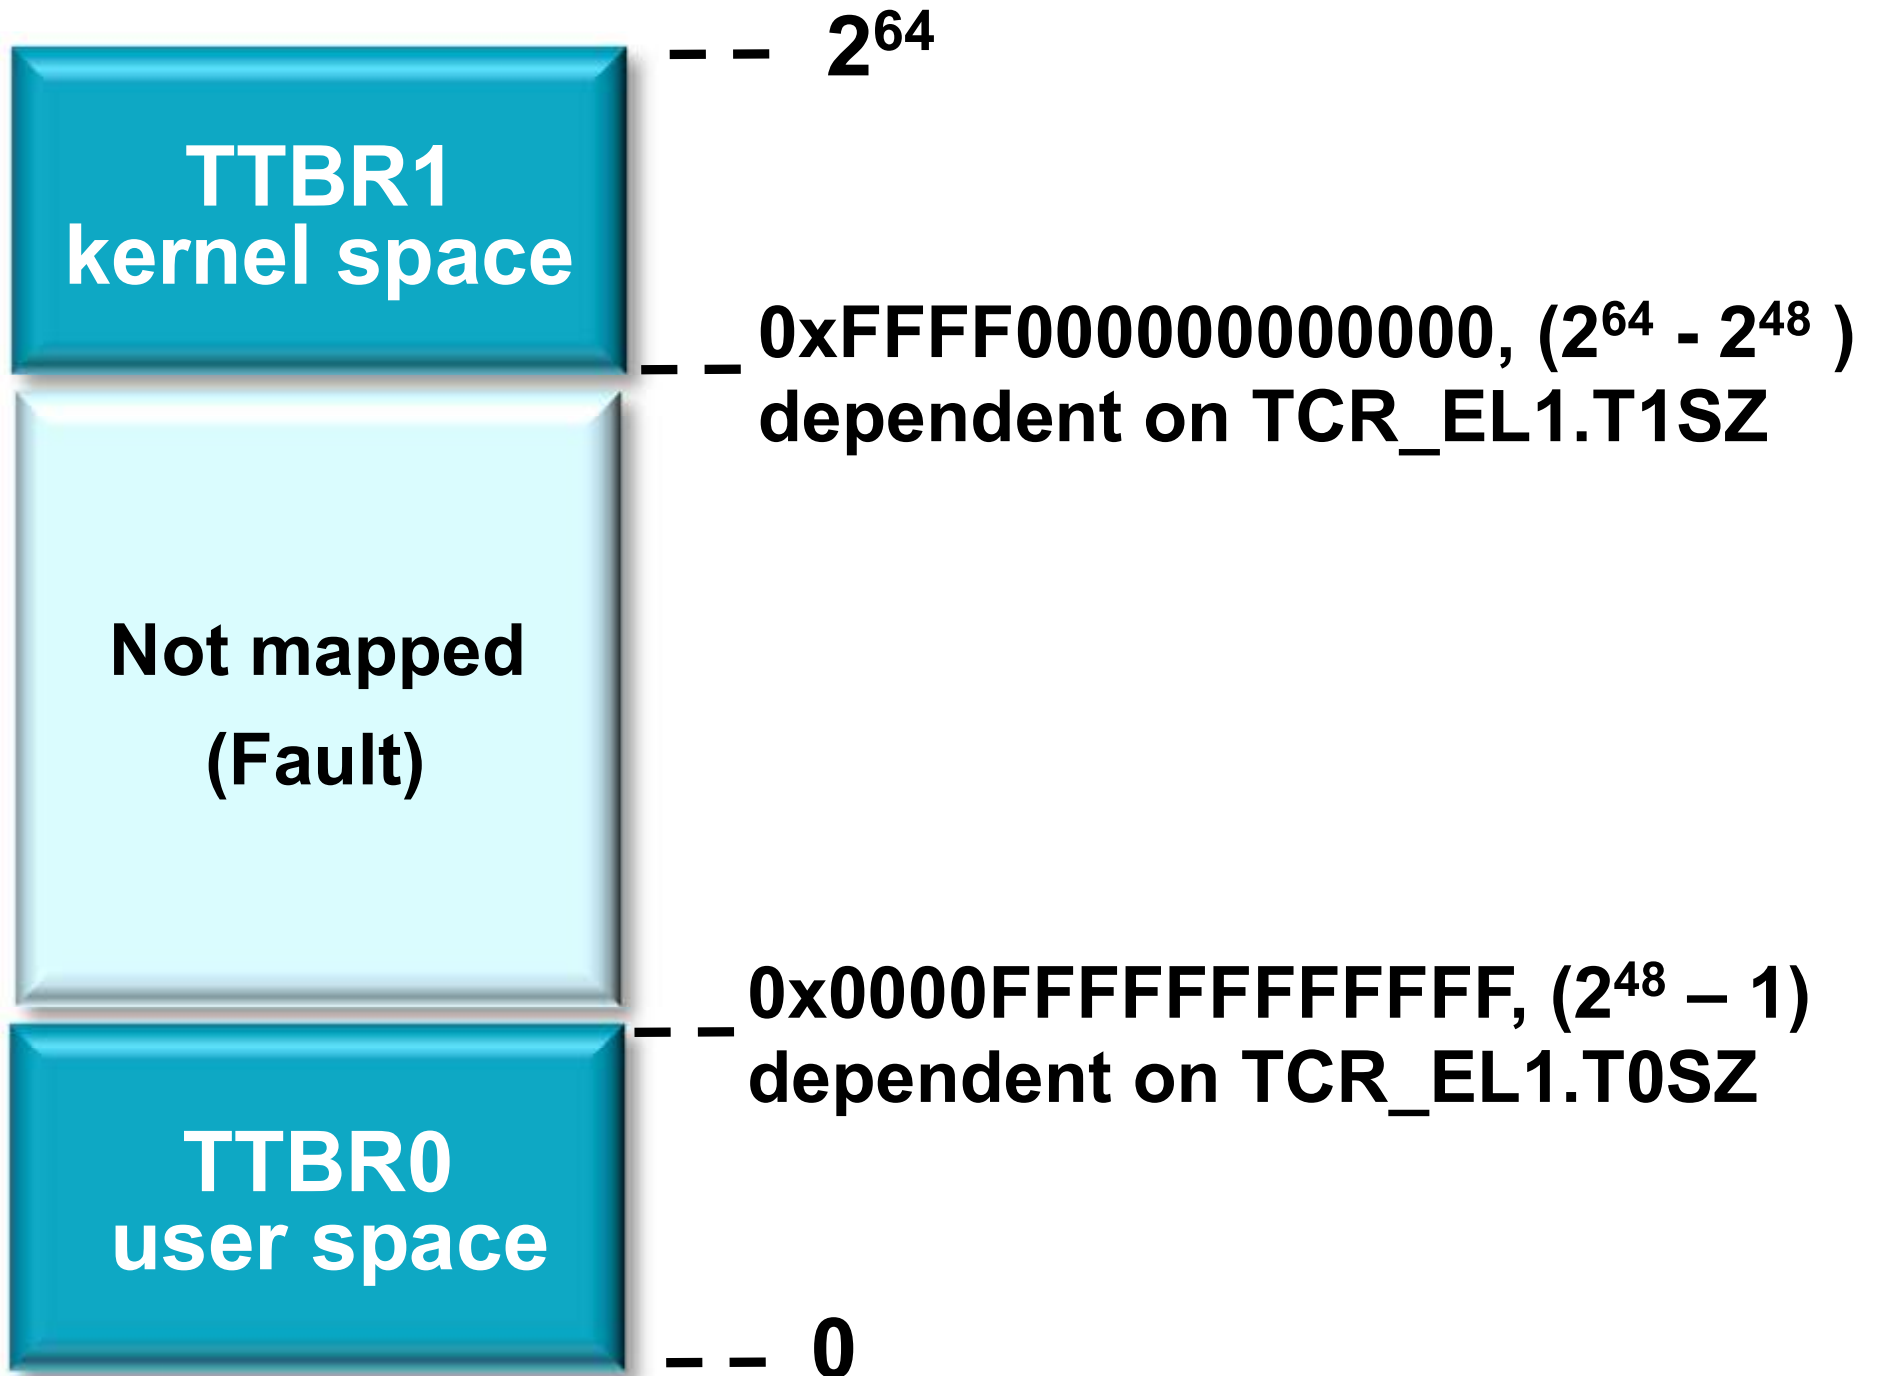 2⁶⁴
TTBR1
kernel space
0xFFFF000000000000, (2⁶⁴ - 2⁴⁸ )
dependent on TCR_EL1.T1SZ
Not mapped
(Fault)
0x0000FFFFFFFFFFFF, (2⁴⁸ – 1)
dependent on TCR_EL1.T0SZ
TTBR0
user space
0